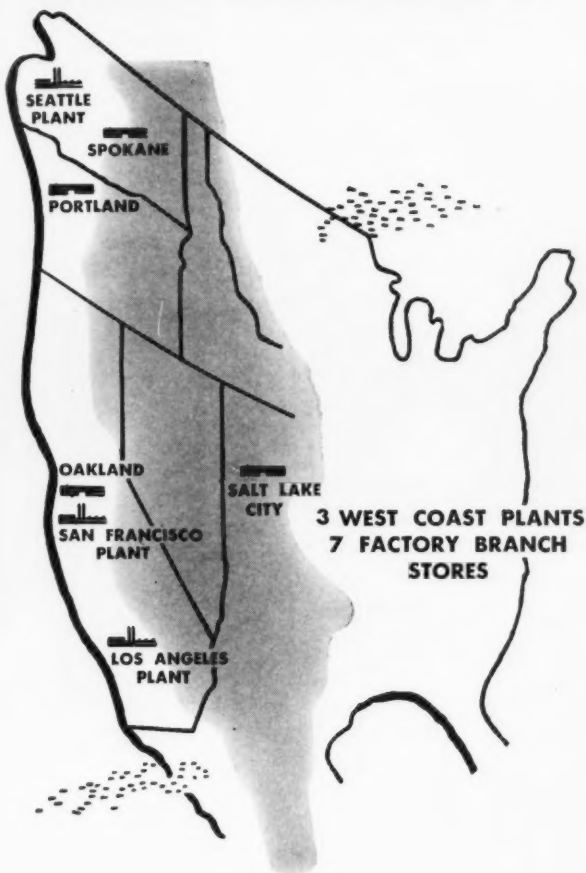 SEATTLE
PLANT
SPOKANE
PORTLAND
OAKLAND
SAN FRANCISCO
PLANT
SALT LAKE
CITY
3 WEST COAST PLANTS
7 FACTORY BRANCH
STORES
LOS ANGELES
PLANT